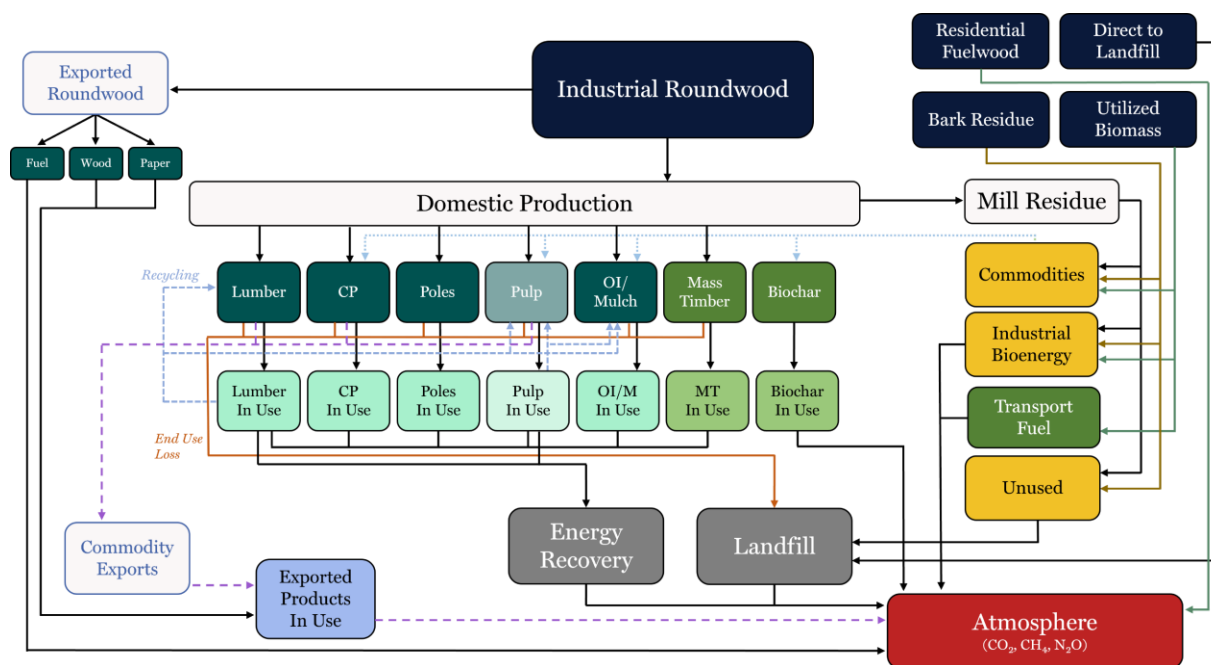 Residential
Fuelwood
Direct to
Landfill
Exported
Roundwood
Industrial Roundwood
Bark Residue
Utilized
Biomass
Fuel
Wood
Paper
Domestic Production
Mill Residue
Recycling
Lumber
CP
Poles
Pulp
OI/
Mulch
Mass
Timber
Biochar
Commodities
Industrial
Bioenergy
Lumber
In Use
CP
In Use
Poles
In Use
Pulp
In Use
OI/M
In Use
MT
In Use
Biochar
In Use
Transport
Fuel
End Use
Loss
Unused
Energy
Recovery
Landfill
Commodity
Exports
Exported
Products
In Use
Atmosphere
(CO₂, CH₄, N₂O)